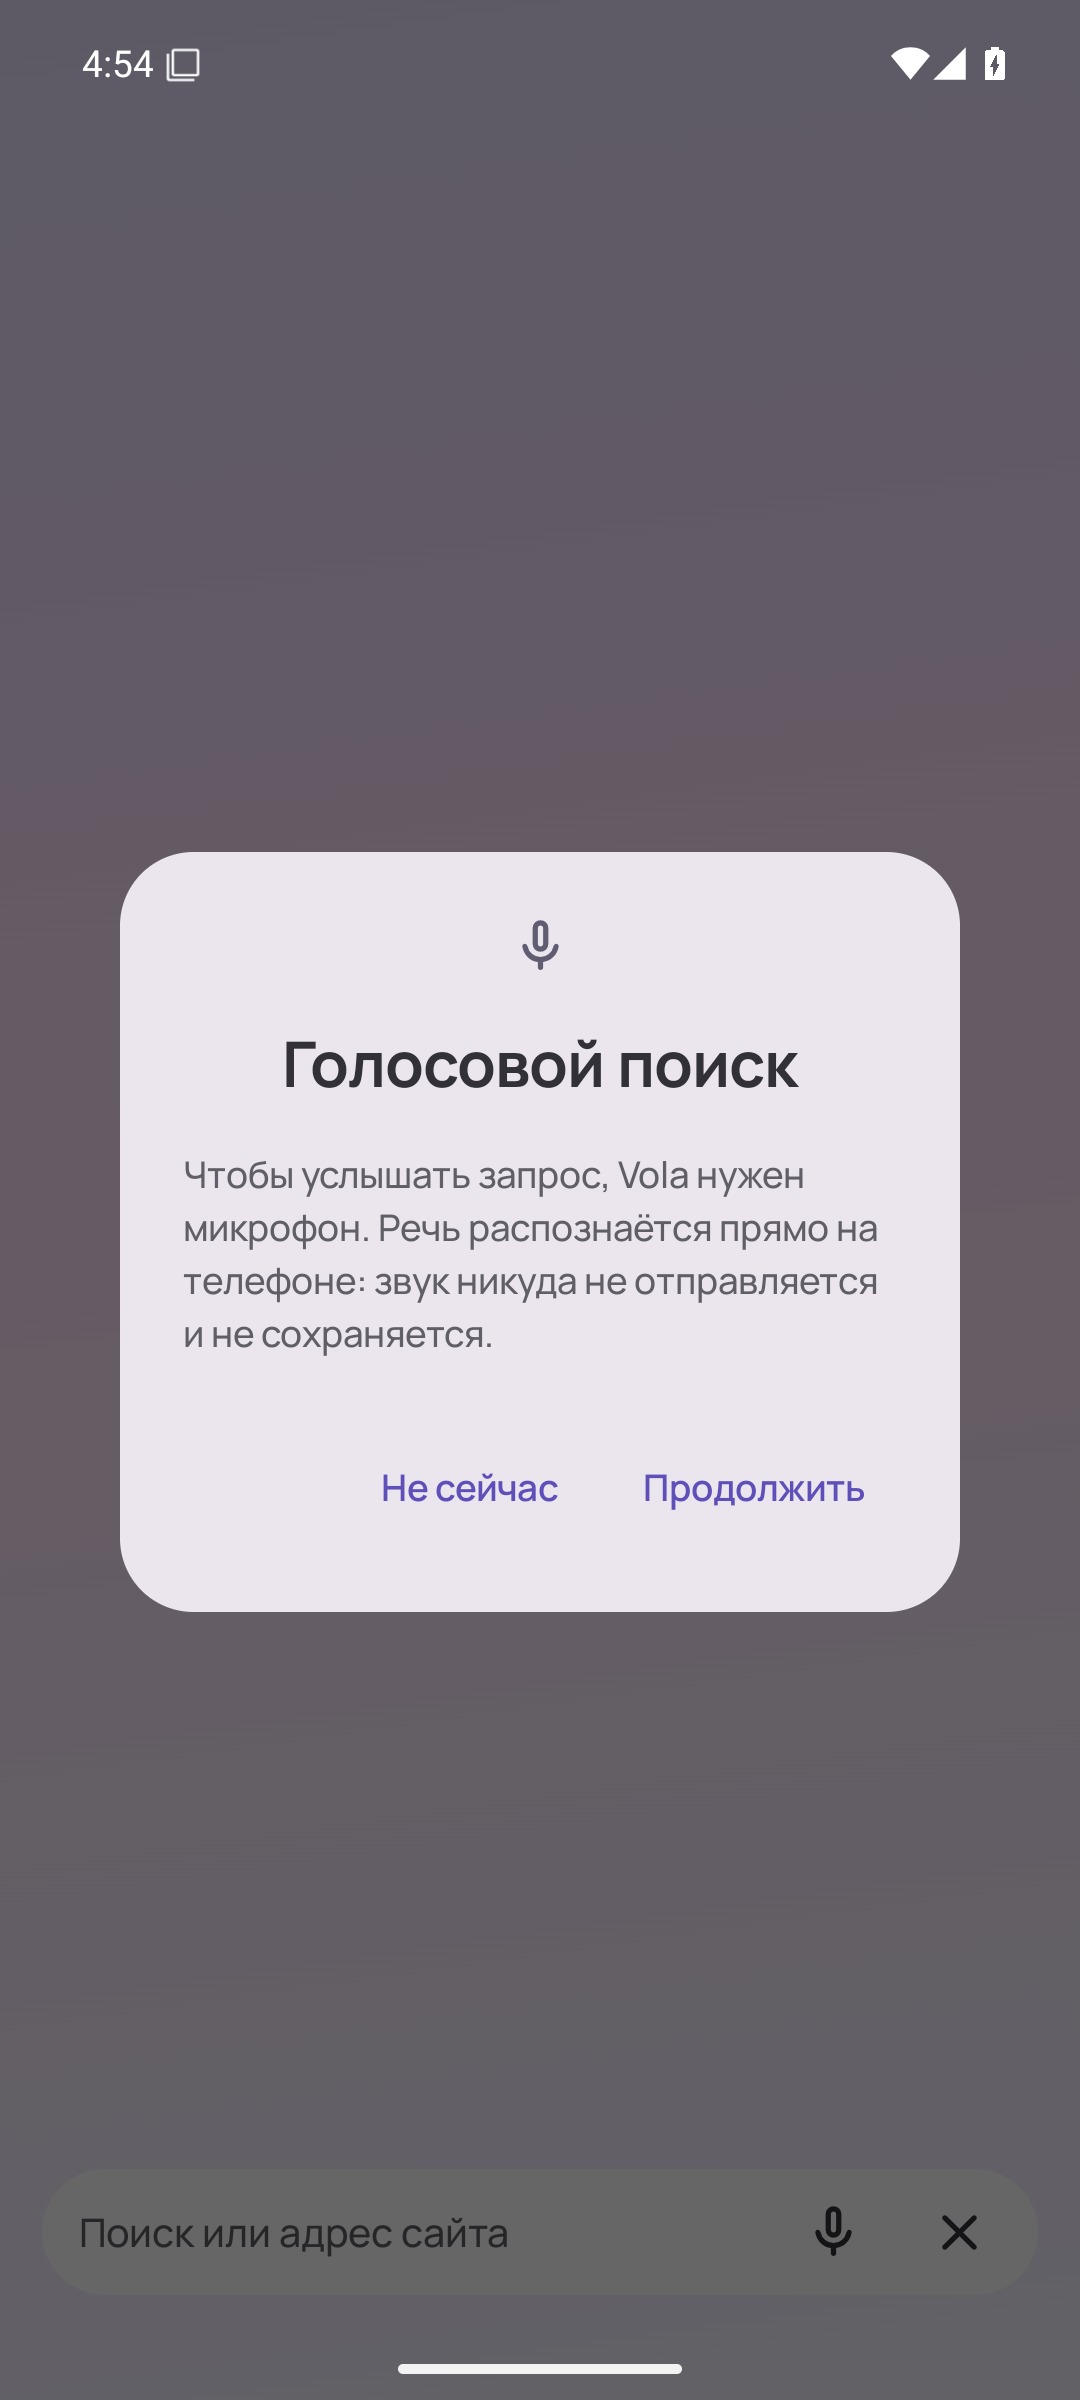 4:54
Голосовой поиск
Чтобы услышать запрос, Vola нужен
микрофон. Речь распознаётся прямо на
телефоне: звук никуда не отправляется
и не сохраняется.
Не сейчас Продолжить
Поиск или адрес сайта